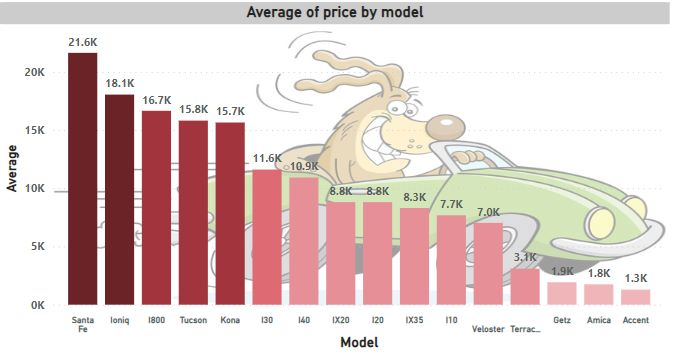 Average of price by model
Average
20K
15K
10K
5K
0K
21.6K
18.1K
16.7K
15.8K
15.7K
11.6K
10.9K
8.8K
8.8K
8.3K
7.7K
7.0K
3.1K
1.9K
1.8K
1.3K
Santa
Fe
Ioniq
I800
Tucson
Kona
I30
I40
IX20
I20
IX35
I10
Veloster
Terrac...
Getz
Amica
Accent
Model